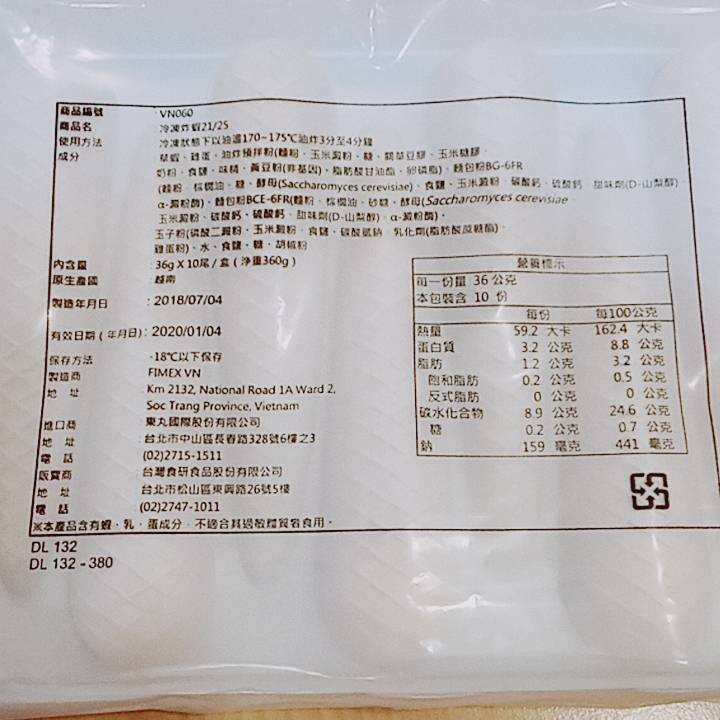 商品編號 : VN060
商品名 : 冷凍炸蝦21/25
使用方法 : 冷凍狀態下以油溫170~175℃油炸3分至4分鐘
成分 : 草蝦、雞蛋、油炸預拌粉(麵粉、玉米澱粉、糖、關華豆膠、玉米糖膠、
奶粉、食鹽、味精、黃豆粉(非基因)、脂肪酸甘油酯、卵磷脂)、麵包粉BG-6FR
(麵粉、棕櫚油、糖、酵母(Saccharomyces cerevisiae)、食鹽、玉米澱粉、碳酸鈣、硫酸鈣、甜味劑(D-山梨醇)、
α-澱粉酶)、麵包粉BCE-6FR(麵粉、棕櫚油、砂糖、酵母(Saccharomyces cerevisiae
玉米澱粉、碳酸鈣、硫酸鈣、甜味劑(D-山梨醇)、α-澱粉酶)、
玉子粉(磷酸二澱粉、玉米澱粉、食鹽、碳酸氫鈉、乳化劑(脂肪酸蔗糖酯)、
雞蛋粉)、水、食鹽、糖、胡椒粉
內含量 : 36g X 10尾 / 盒 ( 淨重360g )
原生產國 : 越南
製造年月日 : 2018/07/04
有效日期 ( 年月日) : 2020/01/04
保存方法 : -18℃以下保存
製造商 : FIMEX VN
地 址 : Km 2132, National Road 1A Ward 2,
Soc Trang Province, Vietnam
進口商 : 東丸國際股份有限公司
地 址 : 台北市中山區長春路328號6樓之3
電 話 : (02)2715-1511
販賣商 : 台灣食研食品股份有限公司
地 址 : 台北市松山區東興路26號5樓
電 話 : (02)2747-1011
※本產品含有蝦、乳、蛋成分，不適合其過敏體質者食用。
營養標示
每一份量 36 公克
本包裝含 10 份
每份 每100公克
熱量 59.2 大卡 162.4 大卡
蛋白質 3.2 公克 8.8 公克
脂肪 1.2 公克 3.2 公克
飽和脂肪 0.2 公克 0.5 公克
反式脂肪 0 公克 0 公克
碳水化合物 8.9 公克 24.6 公克
糖 0.2 公克 0.7 公克
鈉 159 毫克 441 毫克
DL 132
DL 132 - 380